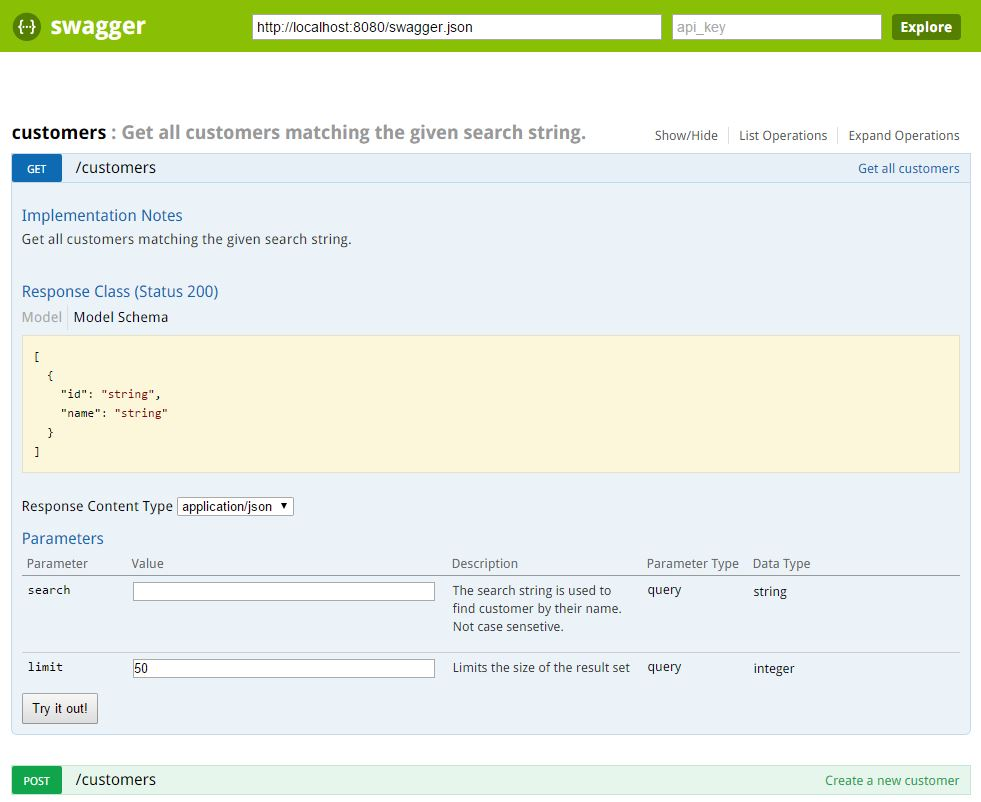 {··} swagger http://localhost:8080/swagger.json api_key Explore
customers : Get all customers matching the given search string. Show/Hide List Operations Expand Operations
GET /customers Get all customers
Implementation Notes
Get all customers matching the given search string.
Response Class (Status 200)
Model Model Schema
[
{
"id": "string",
"name": "string"
}
]
Response Content Type application/json
Parameters
Parameter Value Description Parameter Type Data Type
search The search string is used to query string
find customer by their name.
Not case sensetive.
limit 50 Limits the size of the result set query integer
Try it out!
POST /customers Create a new customer